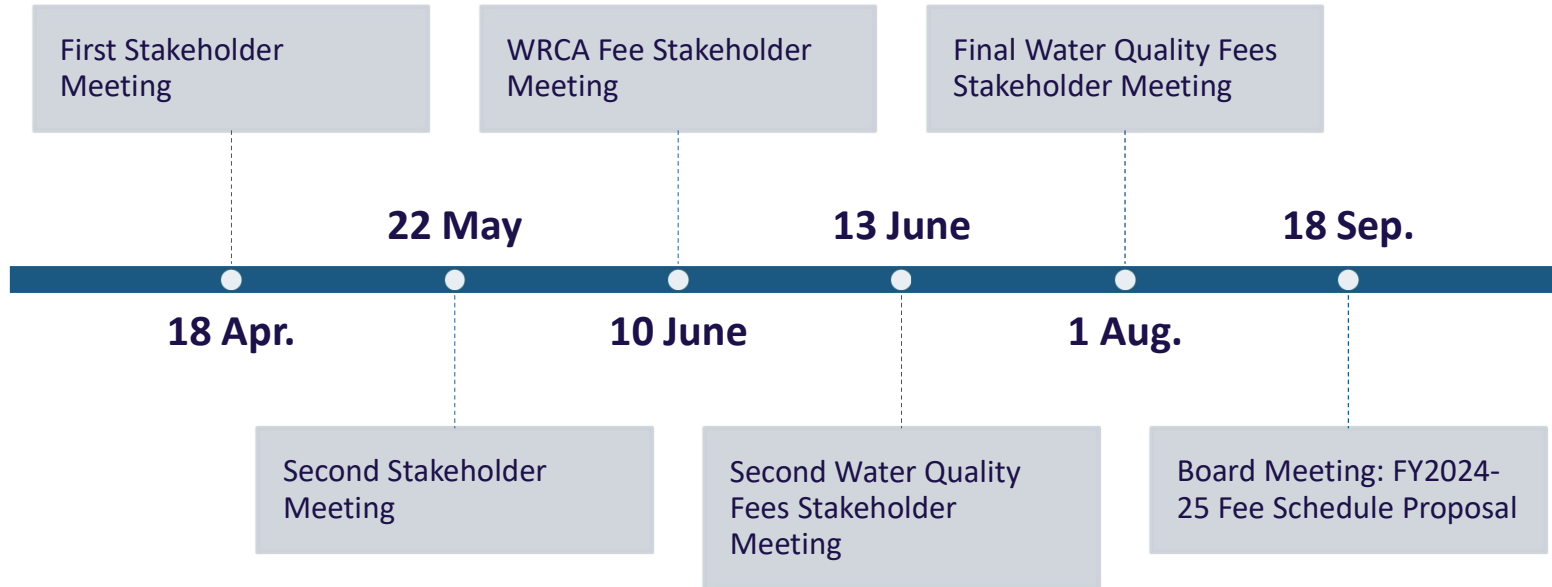 First Stakeholder
Meeting
WRCA Fee Stakeholder
Meeting
Final Water Quality Fees
Stakeholder Meeting
22 May
13 June
18 Sep.
18 Apr.
10 June
1 Aug.
Second Stakeholder
Meeting
Second Water Quality
Fees Stakeholder
Meeting
Board Meeting: FY2024-
25 Fee Schedule Proposal